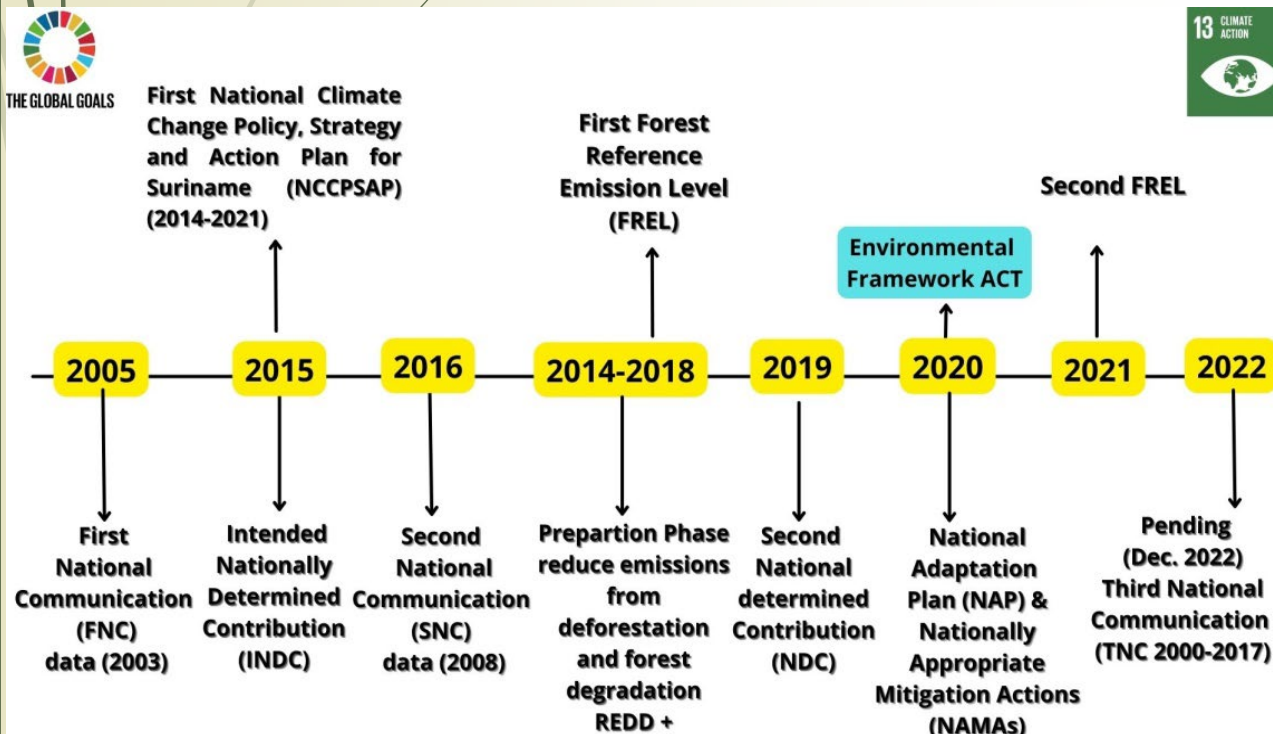 THE GLOBAL GOALS
13 CLIMATE
ACTION
First National Climate
Change Policy, Strategy
and Action Plan for
Suriname (NCCPSAP)
(2014-2021)
First Forest
Reference
Emission Level
(FREL)
Environmental
Framework ACT
Second FREL
2005
2015
2016
2014-2018
2019
2020
2021
2022
First
National
Communication
(FNC)
data (2003)
Intended
Nationally
Determined
Contribution
(INDC)
Second
National
Communication
(SNC)
data (2008)
Prepartion Phase
reduce emissions
from
deforestation
and forest
degradation
REDD +
Second
National
determined
Contribution
(NDC)
National
Adaptation
Plan (NAP) &
Nationally
Appropriate
Mitigation Actions
(NAMAs)
Pending
(Dec. 2022)
Third National
Communication
(TNC 2000-2017)